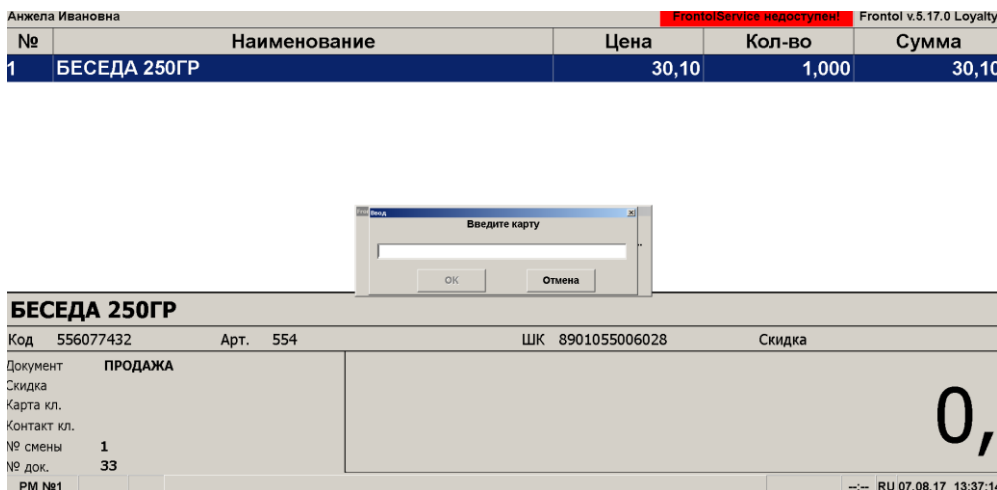 Анжела Ивановна FrontolService недоступен! Frontol v.5.17.0 Loyalty
№ Наименование Цена Кол-во Сумма
1 БЕСЕДА 250ГР 30,10 1,000 30,10
Ввод
Введите карту
ОК Отмена
БЕСЕДА 250ГР
Код 556077432 Арт. 554 ШК 8901055006028 Скидка
Документ ПРОДАЖА
Скидка
Карта кл.
Контакт кл.
0,
№ смены 1
№ док. 33
РМ №1 --:-- RU 07.08.17 13:37:14